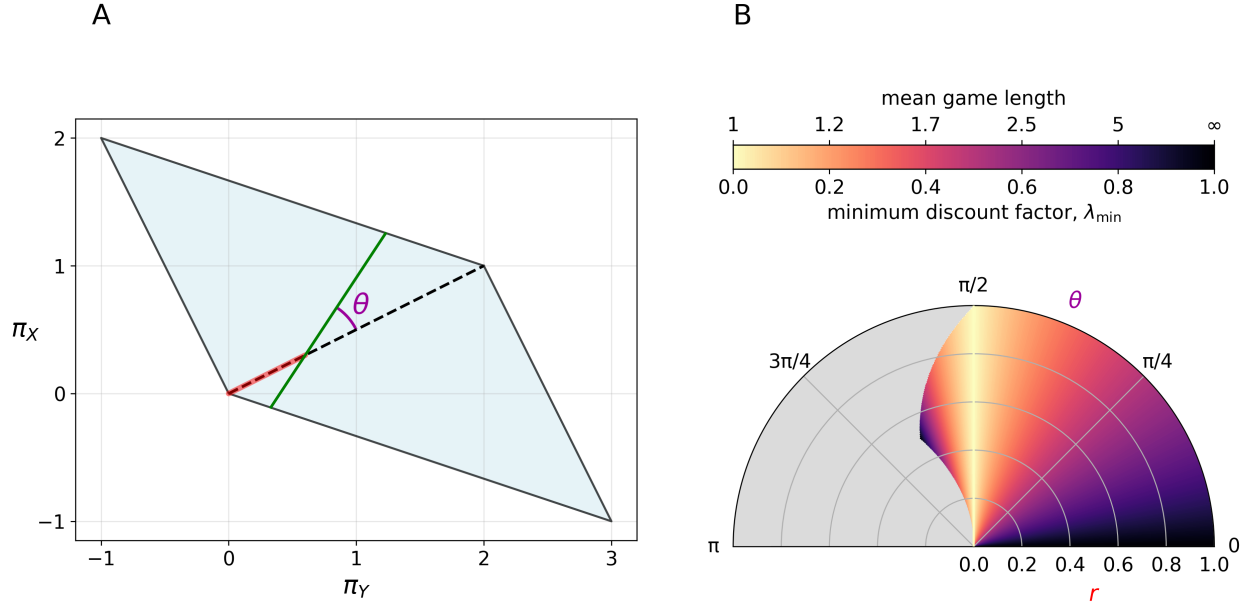 A
2
1
0
−1
π_X
−1 0 1 2 3
π_Y
θ
B
mean game length
1 1.2 1.7 2.5 5 ∞
0.0 0.2 0.4 0.6 0.8 1.0
minimum discount factor, λ_min
π/2
θ
3π/4
π/4
π
0
0.0 0.2 0.4 0.6 0.8 1.0
r